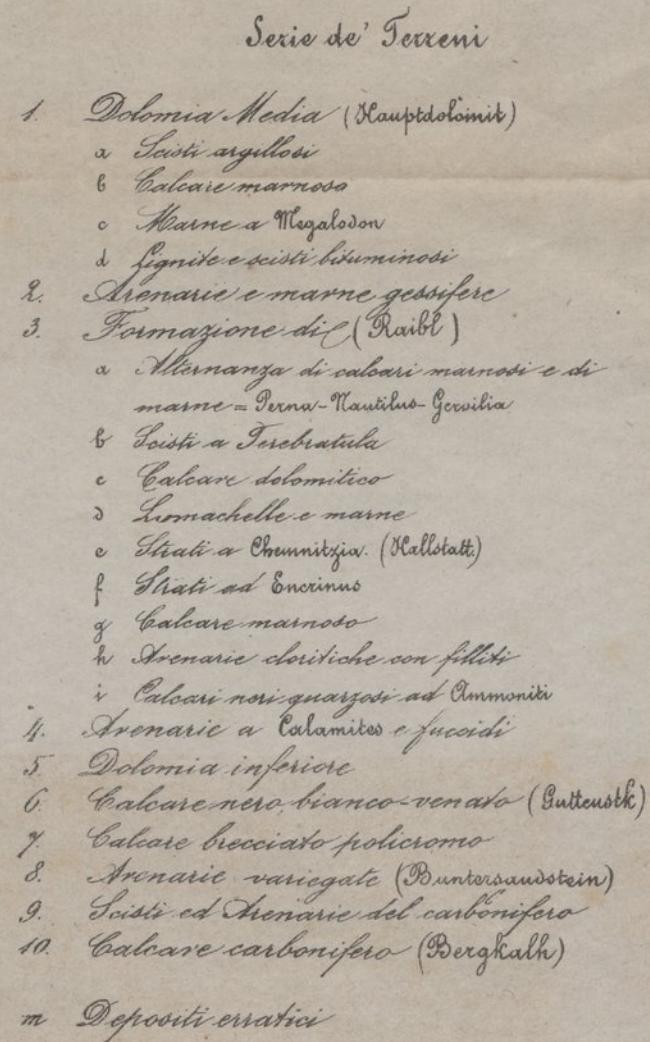 Serie de' Terreni
1. Dolomia Media (Hauptdolomit)
a Scisti argillosi
b Calcare marnoso
c Marne a Megalodon
d Lignite e scisti bituminosi
2. Arenarie e marne gessifere
3. Formazione di (Raibl)
a Alternanza di calcari marnosi e di
marne = Perna - Nautilus - Gervilia
b Scisti a Terebratula
c Calcare dolomitico
d Lumachelle e marne
e Strati a Chemnitzia. (Hallstatt.)
f Strati ad Encrinus
g Calcare marnoso
h Arenarie cloritiche con filliti
i Calcari neri quarzosi ad Ammoniti
4. Arenarie a Calamites e fucoidi
5 Dolomia inferiore
6. Calcare nero, bianco-venato (Guttenstk)
7. Calcare brecciato policromo
8. Arenarie variegate (Buntersandstein)
9. Scisti ed Arenarie del carbonifero
10. Calcare carbonifero (Bergkalh)
m Depositi erratici